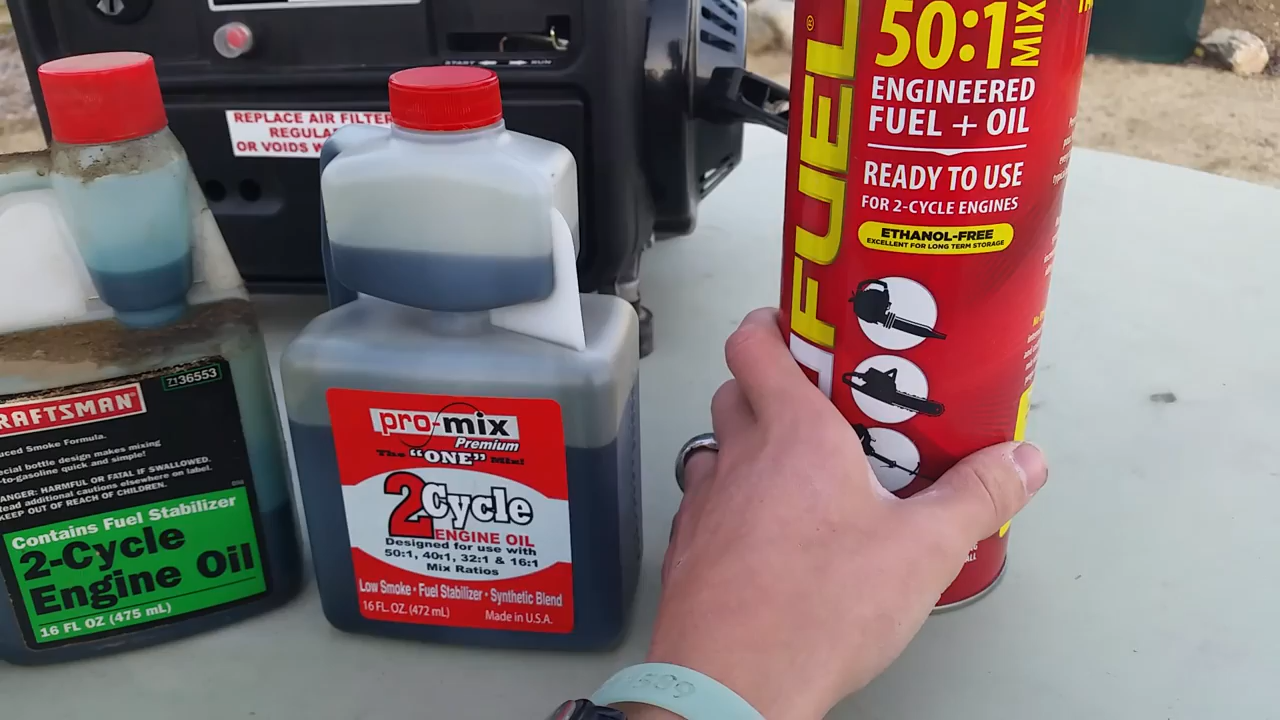 REPLACE AIR FILTER
REGULAR
OR VOIDS W
START
RUN
RAFTSMAN
Z136553
uced Smoke Formula.
ecial bottle design makes mixing
-to-gasoline quick and simple!
ANGER: HARMFUL OR FATAL IF SWALLOWED.
Read additional cautions elsewhere on label.
KEEP OUT OF REACH OF CHILDREN.
Contains Fuel Stabilizer
2-Cycle
Engine Oil
16 FL OZ (475 mL)
pro-mix
Premium
The "ONE" Mix!
2Cycle
ENGINE OIL
Designed for use with
50:1, 40:1, 32:1 & 16:1
Mix Ratios
Low Smoke • Fuel Stabilizer • Synthetic Blend
16 FL. OZ. (472 mL)
Made in U.S.A.
FUEL®
50:1 MIX
ENGINEERED
FUEL + OIL
READY TO USE
FOR 2-CYCLE ENGINES
ETHANOL-FREE
EXCELLENT FOR LONG TERM STORAGE